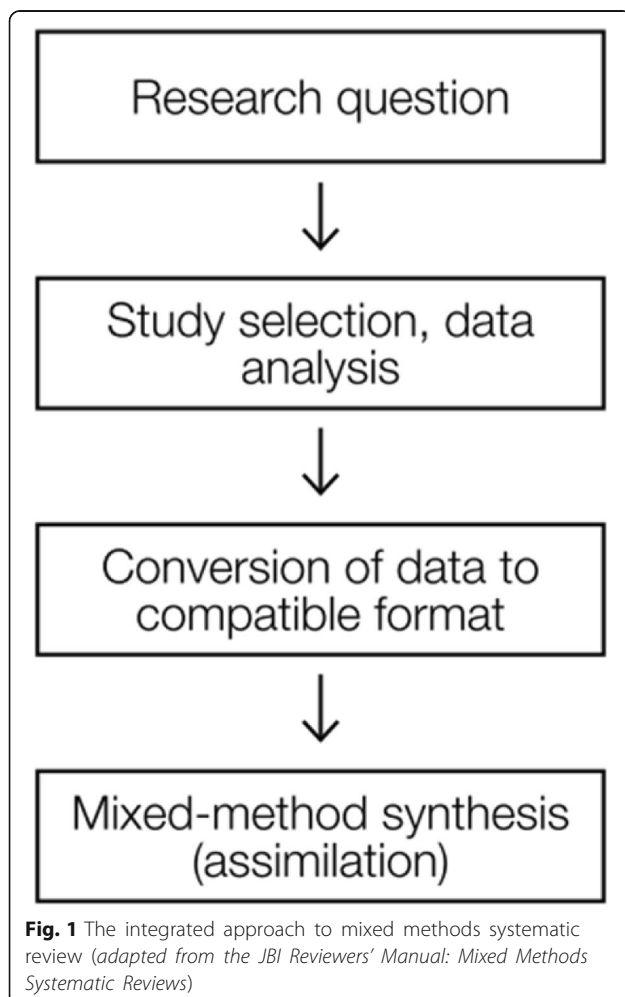 Research question
Study selection, data
analysis
Conversion of data to
compatible format
Mixed-method synthesis
(assimilation)
Fig. 1 The integrated approach to mixed methods systematic
review (adapted from the JBI Reviewers' Manual: Mixed Methods
Systematic Reviews)